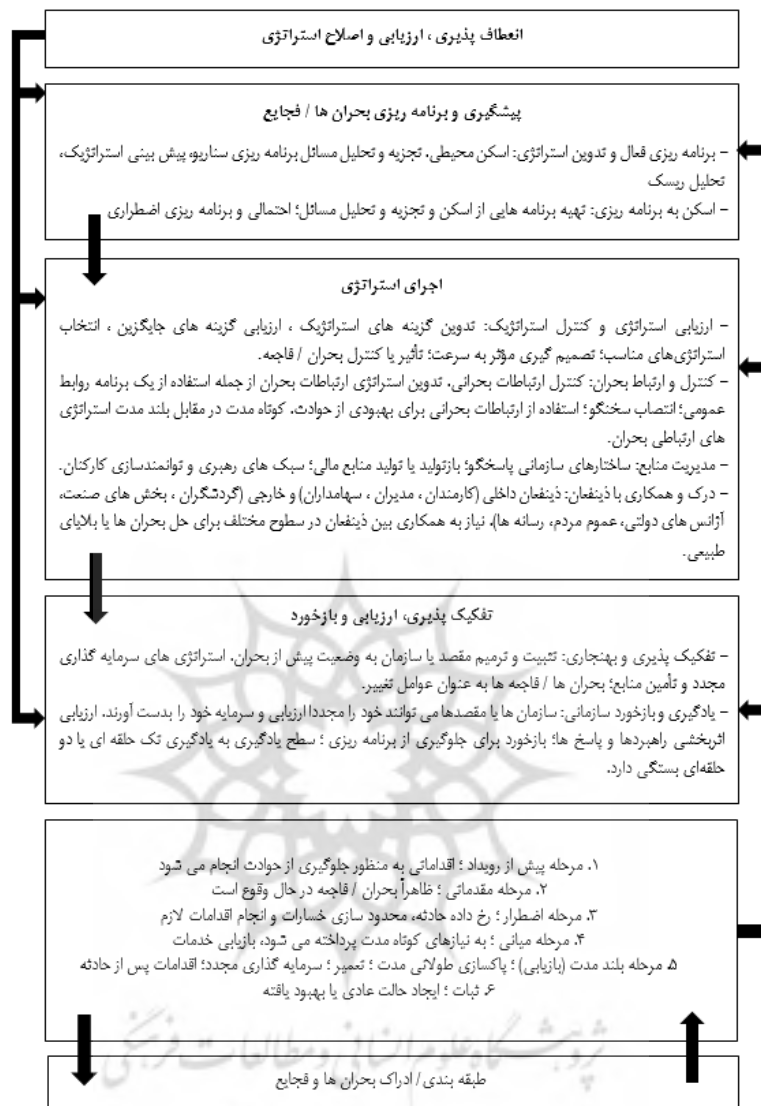 انعطاف پذیری ، ارزیابی و اصلاح استراتژی
پیشگیری و برنامه ریزی بحران ها / فجایع
- برنامه ریزی فعال و تدوین استراتژی: اسکن محیطی. تجزیه و تحلیل مسائل برنامه ریزی سناریو، پیش بینی استراتژیک،
تحلیل ریسک
- اسکن به برنامه ریزی: تهیه برنامه هایی از اسکن و تجزیه و تحلیل مسائل؛ احتمالی و برنامه ریزی اضطراری
اجرای استراتژی
- ارزیابی استراتژی و کنترل استراتژیک: تدوین گزینه های استراتژیک ، ارزیابی گزینه های جایگزین ، انتخاب
استراتژی‌های مناسب؛ تصمیم گیری مؤثر به سرعت؛ تأثیر یا کنترل بحران / فاجعه.
- کنترل و ارتباط بحران: کنترل ارتباطات بحرانی. تدوین استراتژی ارتباطات بحران از جمله استفاده از یک برنامه روابط
عمومی؛ انتصاب سخنگو؛ استفاده از ارتباطات بحرانی برای بهبودی از حوادث. کوتاه مدت در مقابل بلند مدت استراتژی
های ارتباطی بحران.
- مدیریت منابع: ساختارهای سازمانی پاسخگو؛ بازتولید یا تولید منابع مالی؛ سبک های رهبری و توانمندسازی کارکنان.
- درک و همکاری با ذینفعان: ذینفعان داخلی (کارمندان ، مدیران ، سهامداران) و خارجی (گردشگران ، بخش های صنعت،
آژانس های دولتی، عموم مردم، رسانه ها). نیاز به همکاری بین ذینفعان در سطوح مختلف برای حل بحران ها یا بلایای
طبیعی.
تفکیک پذیری، ارزیابی و بازخورد
- تفکیک پذیری و بهنجاری: تثبیت و ترمیم مقصد یا سازمان به وضعیت پیش از بحران. استراتژی های سرمایه گذاری
مجدد و تأمین منابع؛ بحران ها / فاجعه ها به عنوان عوامل تغییر.
- یادگیری و بازخورد سازمانی: سازمان ها یا مقصدها می توانند خود را مجددا ارزیابی و سرمایه خود را بدست آورند. ارزیابی
اثربخشی راهبردها و پاسخ ها؛ بازخورد برای جلوگیری از برنامه ریزی ؛ سطح یادگیری به یادگیری تک حلقه ای یا دو
حلقه‌ای بستگی دارد.
۱. مرحله پیش از رویداد ؛ اقداماتی به منظور جلوگیری از حوادث انجام می شود
۲. مرحله مقدماتی ؛ ظاهراً بحران / فاجعه در حال وقوع است
۳. مرحله اضطرار ؛ رخ داده حادثه، محدود سازی خسارات و انجام اقدامات لازم
۴. مرحله میانی ؛ به نیازهای کوتاه مدت پرداخته می شود، بازیابی خدمات
۵. مرحله بلند مدت (بازیابی) ؛ پاکسازی طولانی مدت ؛ تعمیر ؛ سرمایه گذاری مجدد؛ اقدامات پس از حادثه
۶. ثبات ؛ ایجاد حالت عادی یا بهبود یافته
پژوهشگاه علوم انسانی و مطالعات فرهنگی
طبقه بندی/ ادراک بحران ها و فجایع